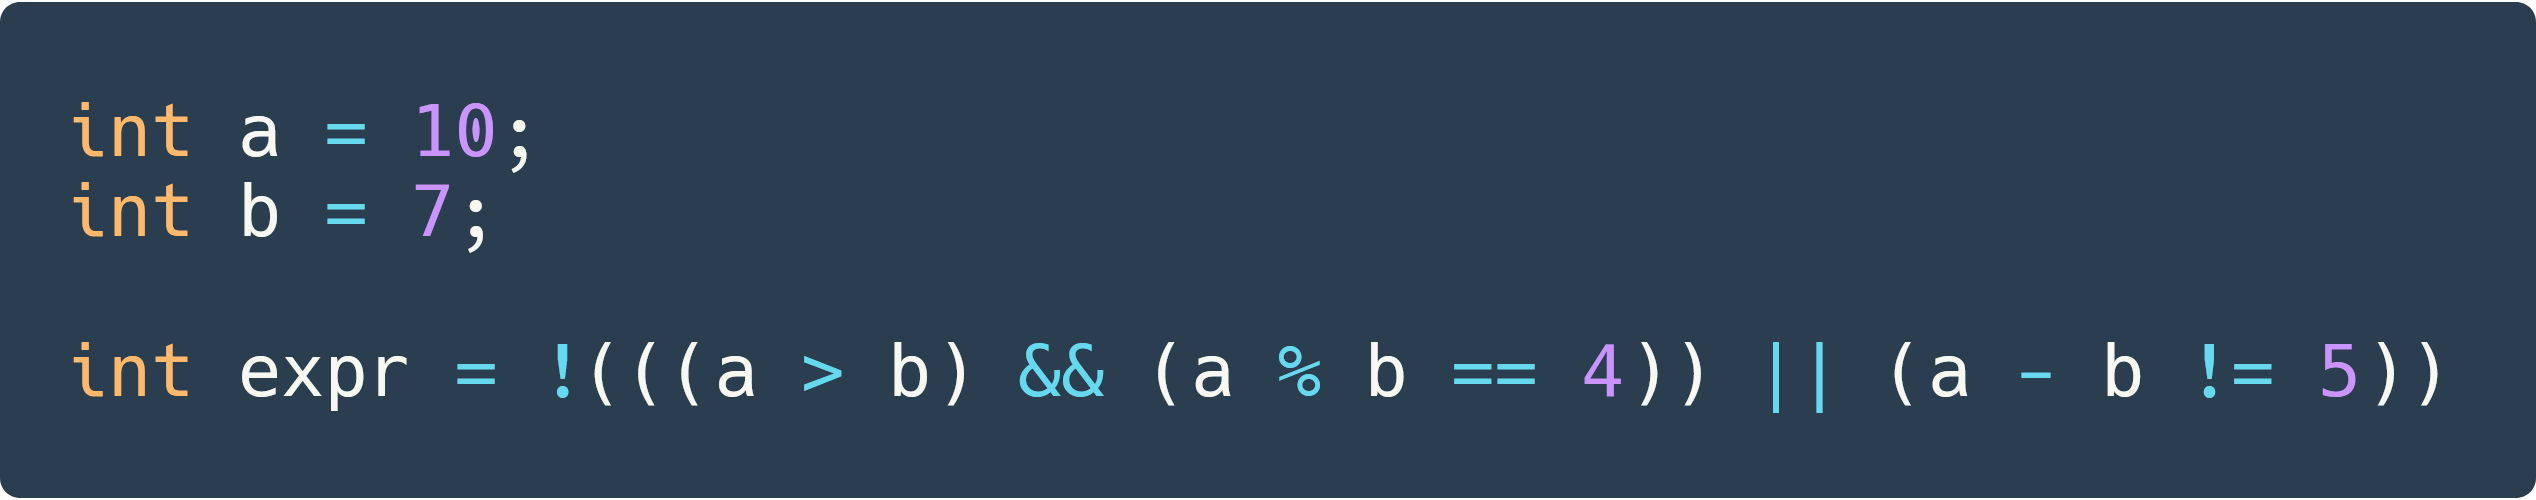 int a = 10;
int b = 7;
int expr = !(((a > b) && (a % b == 4)) || (a - b != 5))